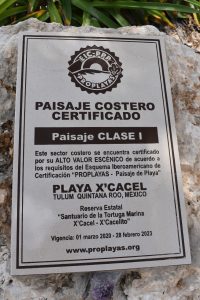 EIC-PPP
PROPLAYAS
PAISAJE COSTERO
CERTIFICADO
Paisaje CLASE I
Este sector costero se encuentra certificado
por su ALTO VALOR ESCÉNICO de acuerdo a
los requisitos del Esquema Iberoamericano de
Certificación "PROPLAYAS - Paisaje de Playa"
PLAYA X'CACEL
TULUM QUINTANA ROO, MÉXICO
Reserva Estatal
"Santuario de la Tortuga Marina
X'Cacel - X'Cacelito"
Vigencia: 01 marzo 2020 - 28 febrero 2023
www.proplayas.org